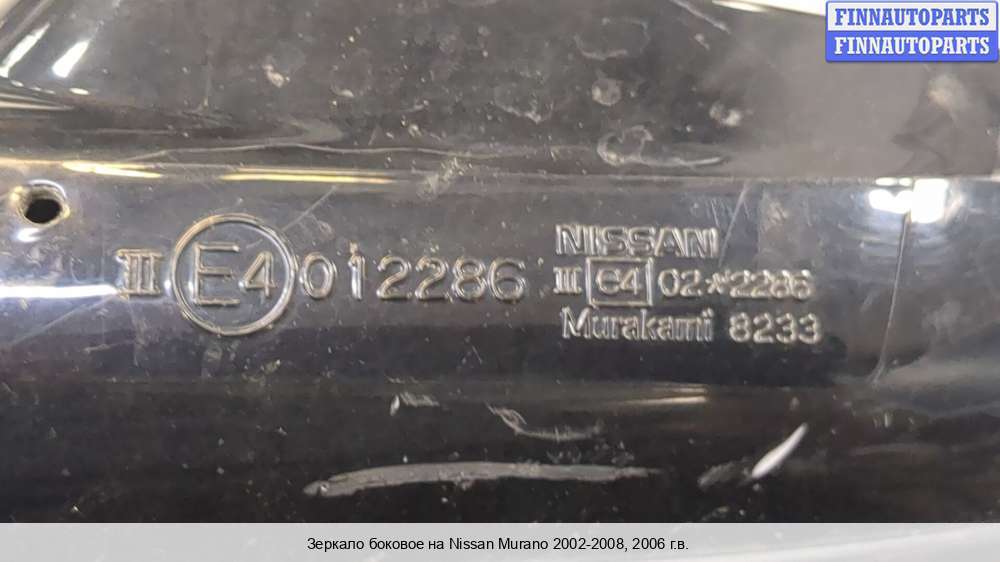 FINNAUTOPARTS
FINNAUTOPARTS
III E4 012286
NISSAN
III e4 02*2286
Murakami 8233
Зеркало боковое на Nissan Murano 2002-2008, 2006 г.в.